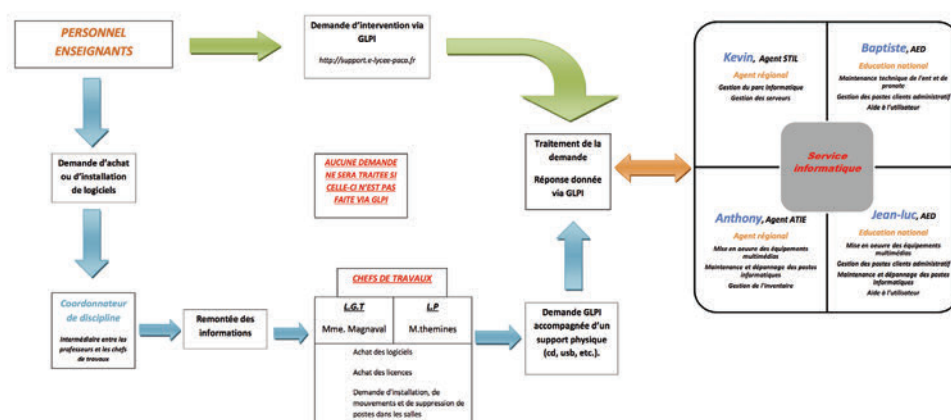 PERSONNEL
ENSEIGNANTS
Demande d'intervention via
GLPI
http://support.e-lycee-paca.fr
Demande d'achat
ou d'installation
de logiciels
AUCUNE DEMANDE
NE SERA TRAITEE SI
CELLE-CI N'EST PAS
FAITE VIA GLPI
Traitement de la
demande
Réponse donnée
via GLPI
Coordonnateur
de discipline
Intermédiaire entre les
professeurs et les chefs
de travaux
Remontée des
informations
CHEFS DE TRAVAUX
L.G.T
Mme. Magnaval
L.P
M.themines
Achat des logiciels
Achat des licences
Demande d'installation, de
mouvements et de suppression de
postes dans les salles
Demande GLPI
accompagnée d'un
support physique
(cd, usb, etc.).
Kevin, Agent STIL
Agent régional
Gestion du parc informatique
Gestion des serveurs
Baptiste, AED
Education national
Maintenance technique de l'ent et de
pronote
Gestion des postes clients administratif
Aide à l'utilisateur
Service
informatique
Anthony, Agent ATIE
Agent régional
Mise en oeuvre des équipements
multimédias
Maintenance et dépannage des postes
informatiques
Gestion de l'inventaire
Jean-luc, AED
Education national
Mise en oeuvre des équipements
multimédias
Gestion des postes clients administratif
Maintenance et dépannage des postes
informatiques
Aide à l'utilisateur